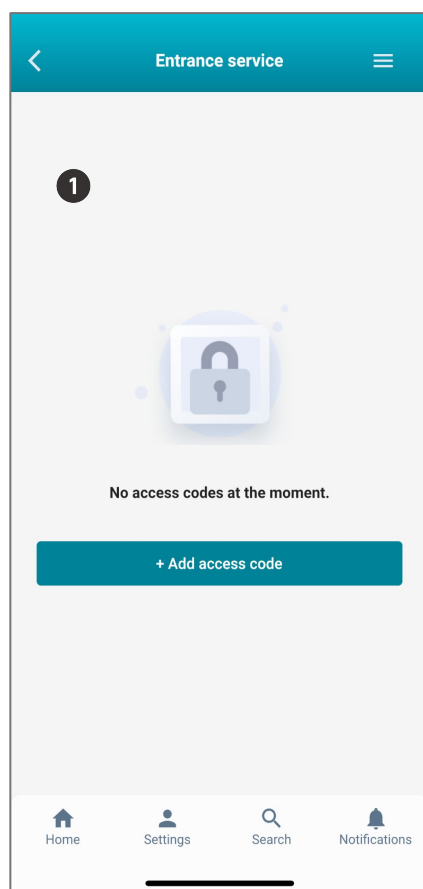 Entrance service
1
No access codes at the moment.
+ Add access code
Home Settings Search Notifications